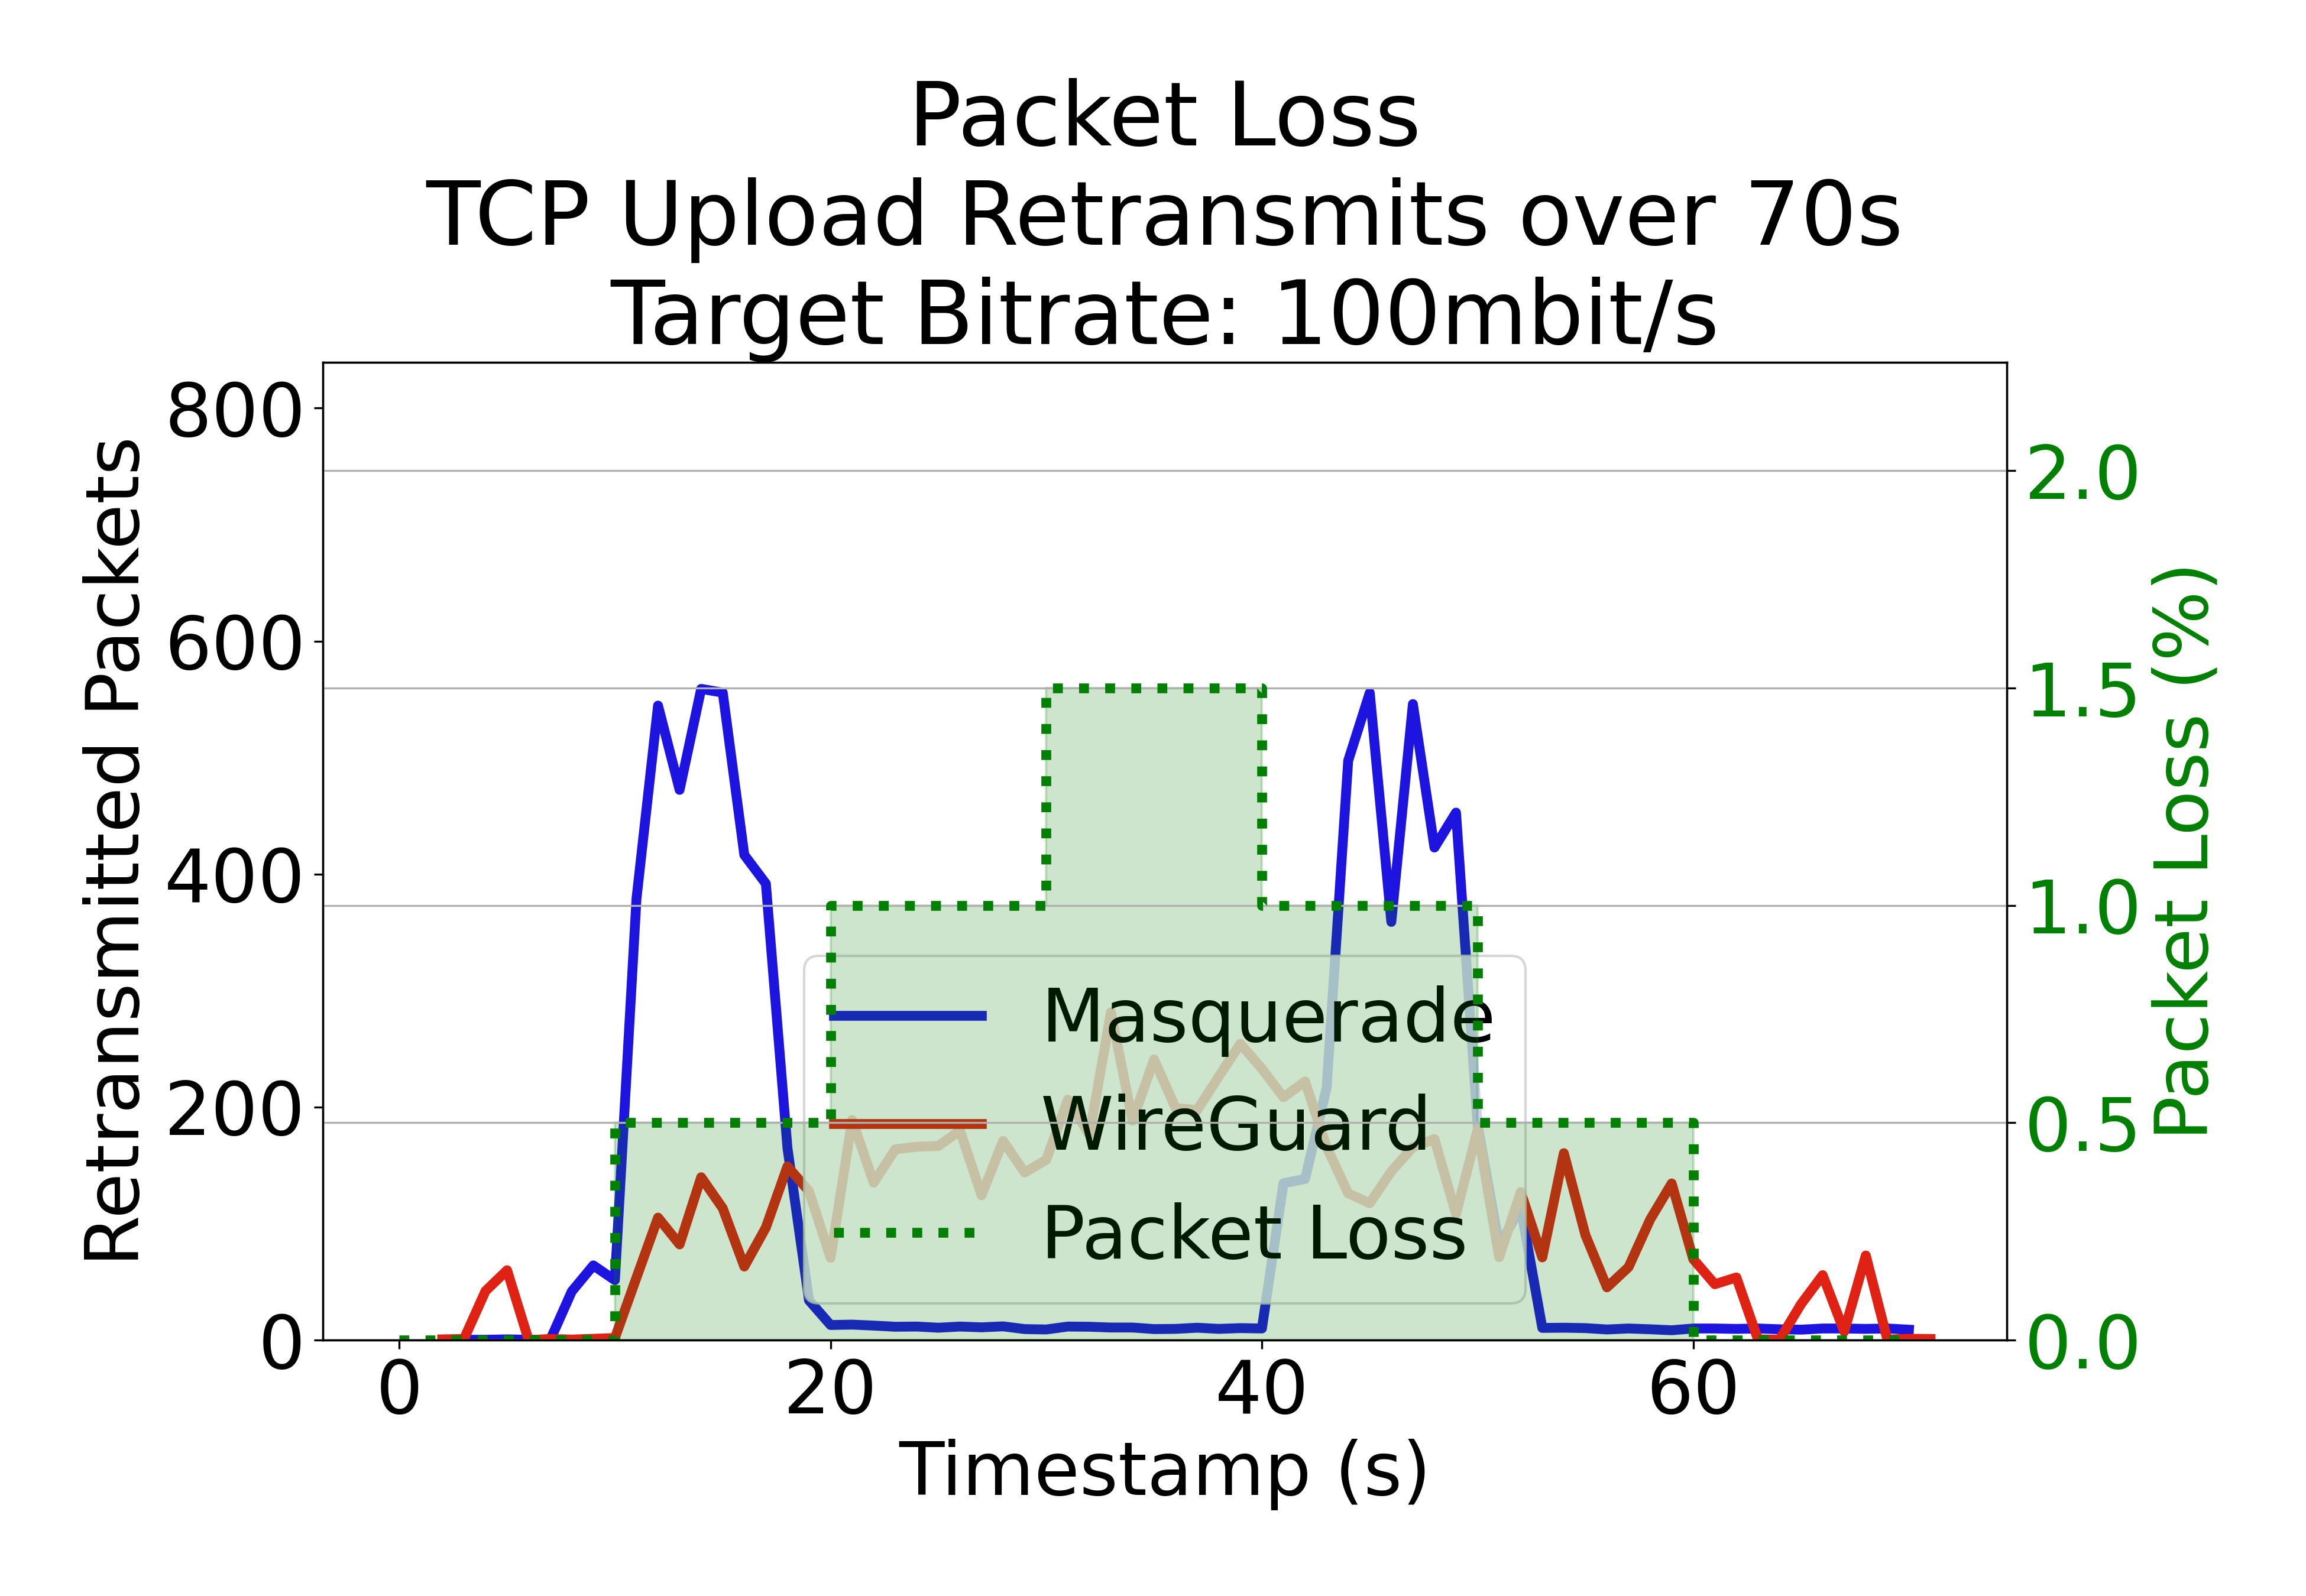 Packet Loss
TCP Upload Retransmits over 70s
Target Bitrate: 100mbit/s
Retransmitted Packets
800
600
400
200
0
2.0
1.5
1.0
0.5
0.0
Packet Loss (%)
Masquerade
WireGuard
Packet Loss
0 20 40 60
Timestamp (s)